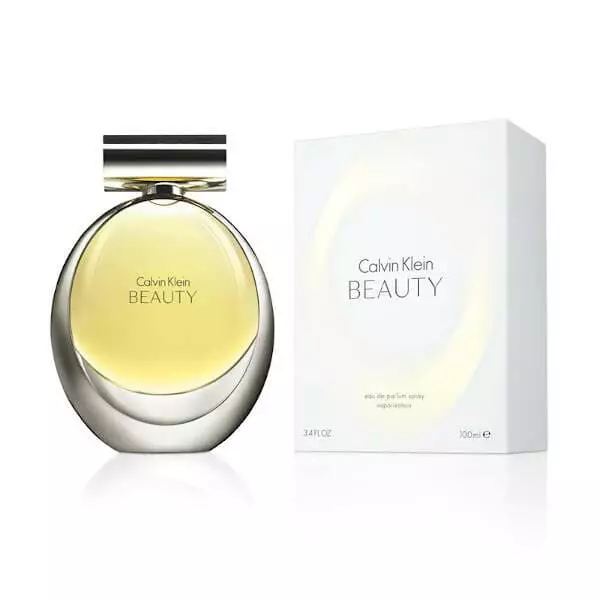 Calvin Klein
BEAUTY
Calvin Klein
BEAUTY
eau de parfum spray
vaporisateur
3.4 FL OZ
100ml ℮